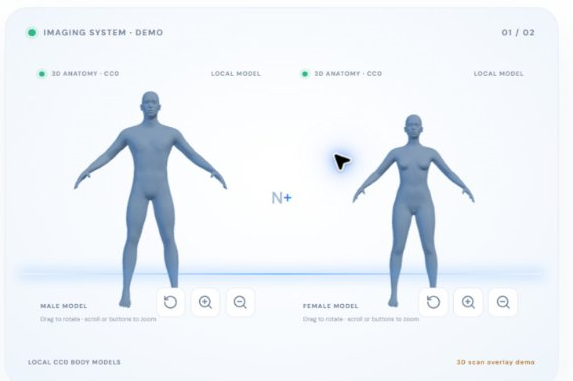 IMAGING SYSTEM · DEMO
01 / 02
3D ANATOMY · CC0
LOCAL MODEL
3D ANATOMY · CC0
LOCAL MODEL
N+
MALE MODEL
Drag to rotate · scroll or buttons to zoom
FEMALE MODEL
Drag to rotate · scroll or buttons to zoom
LOCAL CC0 BODY MODELS
3D scan overlay demo